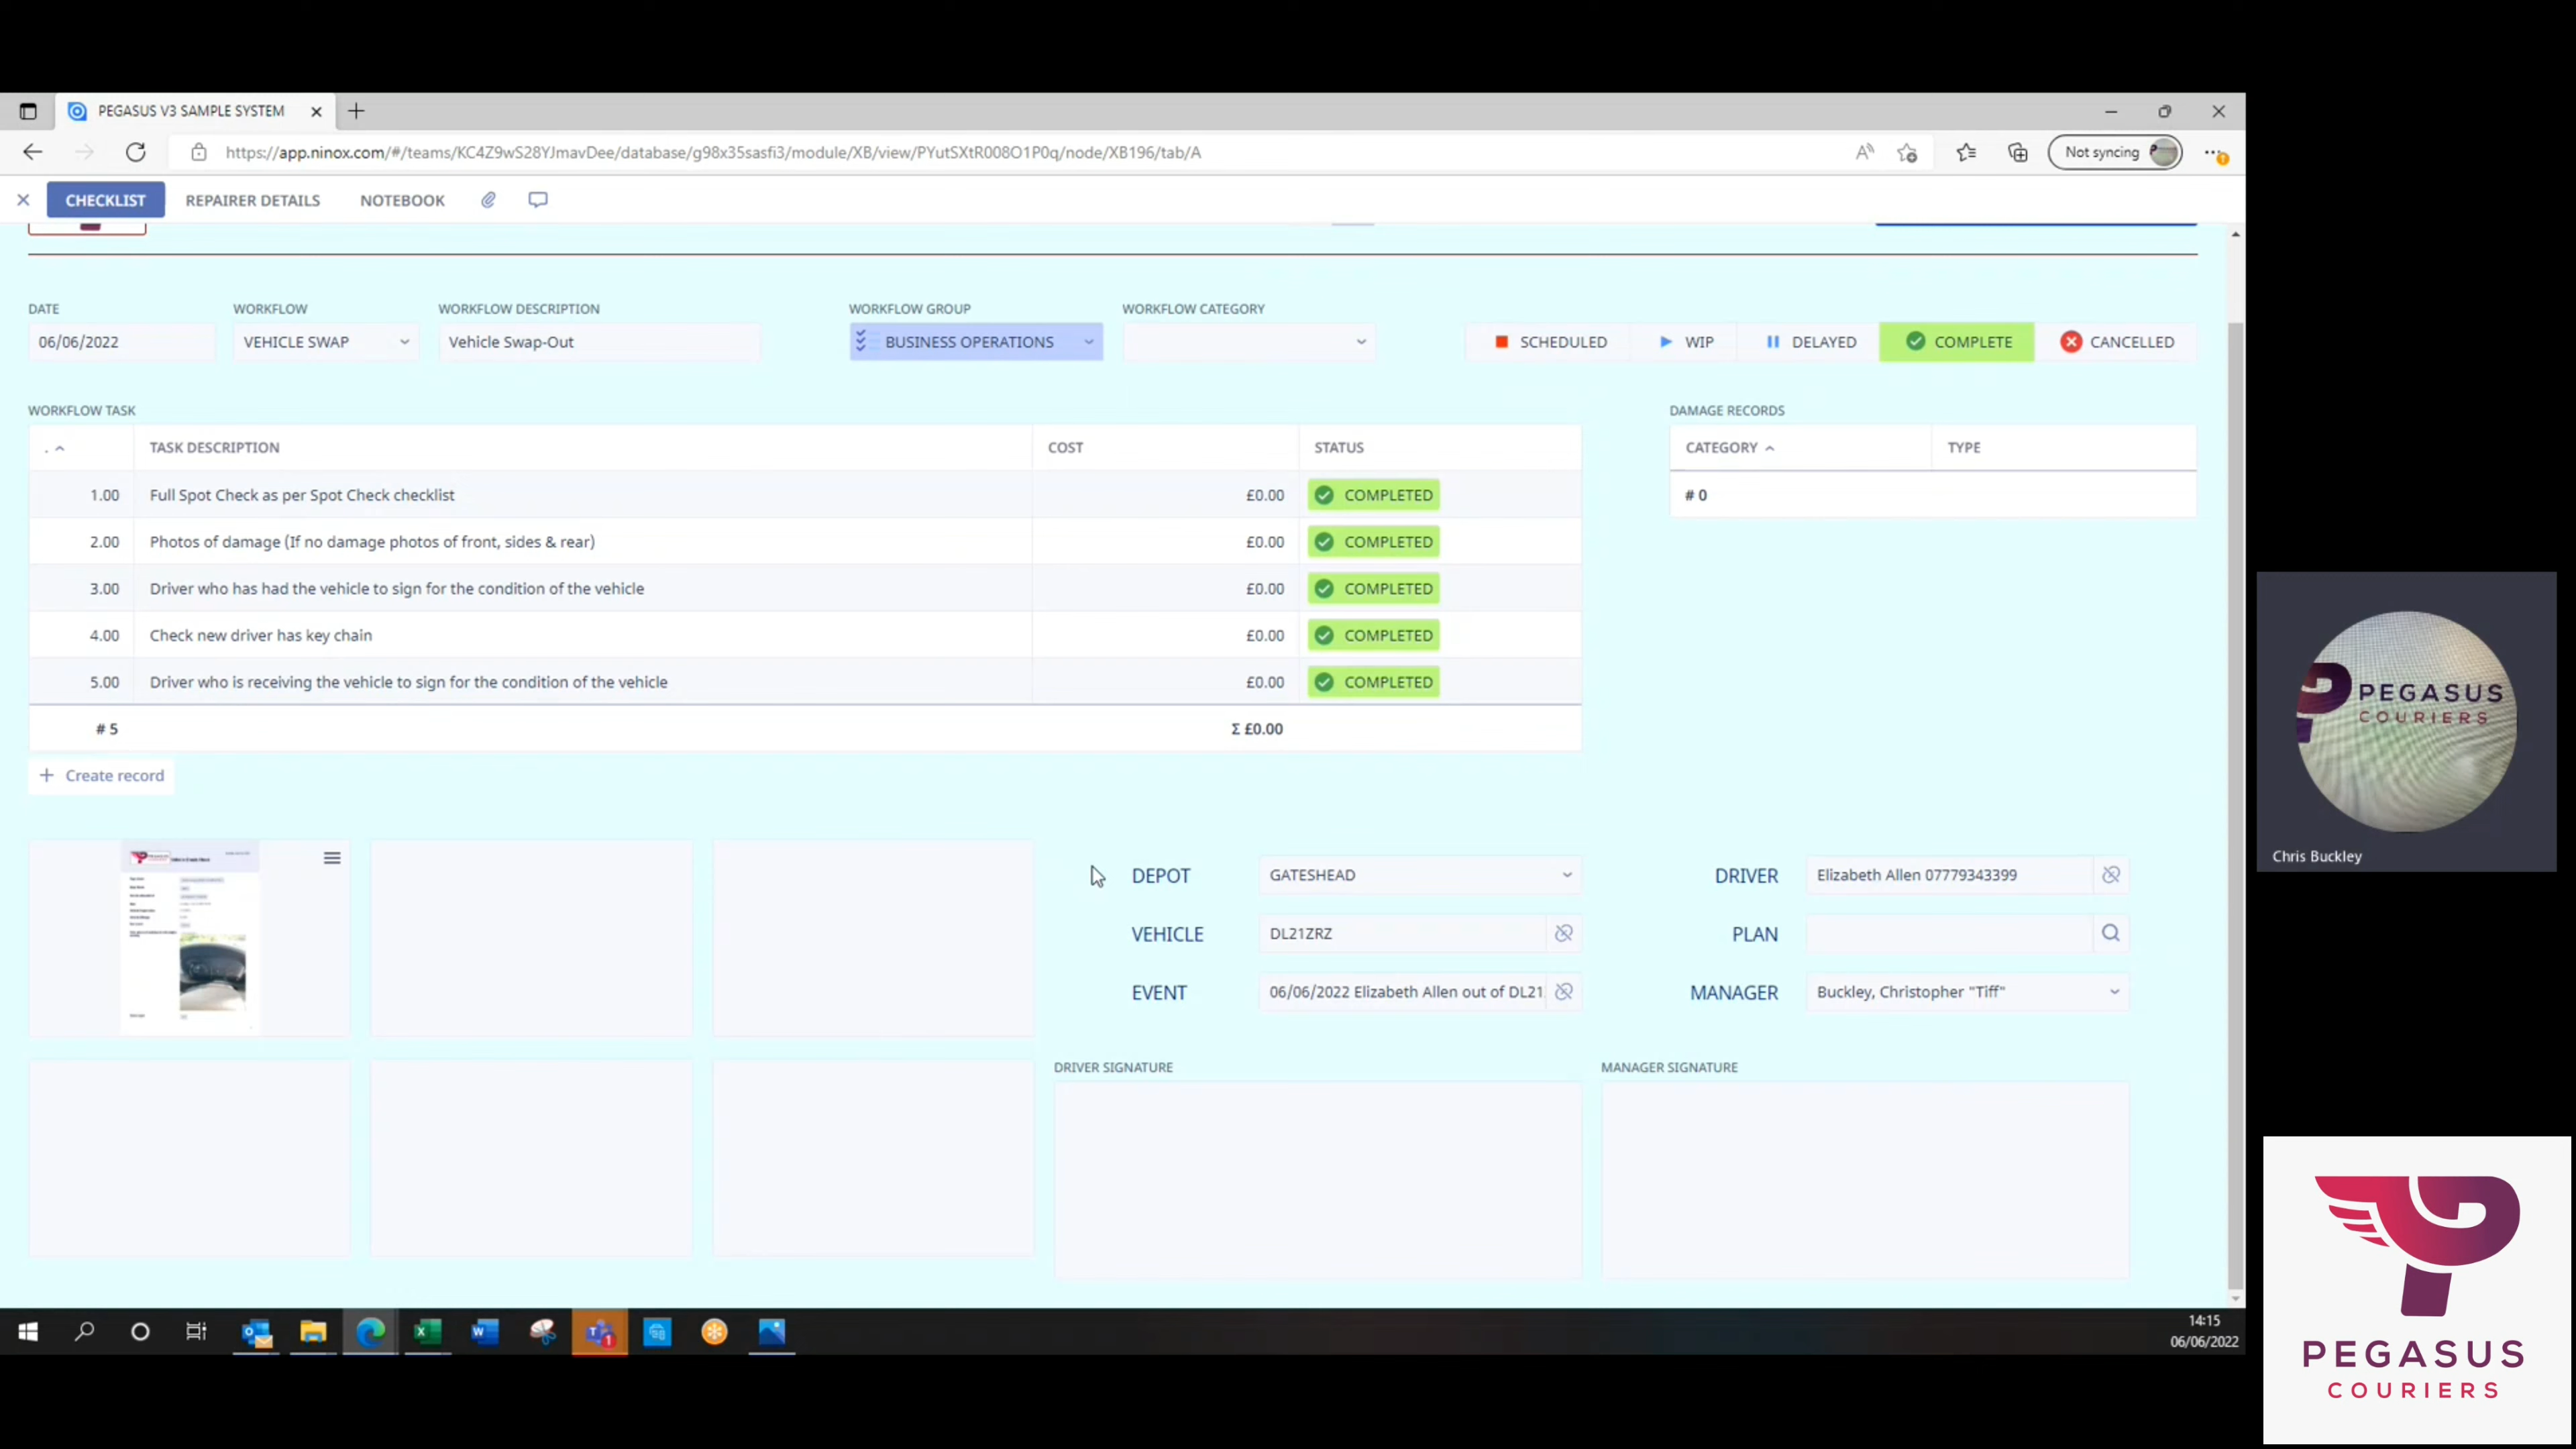 PEGASUS V3 SAMPLE SYSTEM
https://app.ninox.com/#/teams/KC4Z9wS28YJmavDee/database/g98x35sasfi3/module/XB/view/PYutSXtR008O1P0q/node/XB196/tab/A
Not syncing
CHECKLIST REPAIRER DETAILS NOTEBOOK
DATE WORKFLOW WORKFLOW DESCRIPTION WORKFLOW GROUP WORKFLOW CATEGORY
06/06/2022 VEHICLE SWAP Vehicle Swap-Out BUSINESS OPERATIONS SCHEDULED WIP DELAYED COMPLETE CANCELLED
WORKFLOW TASK DAMAGE RECORDS
. TASK DESCRIPTION COST STATUS CATEGORY TYPE
1.00 Full Spot Check as per Spot Check checklist £0.00 COMPLETED # 0
2.00 Photos of damage (If no damage photos of front, sides & rear) £0.00 COMPLETED
3.00 Driver who has had the vehicle to sign for the condition of the vehicle £0.00 COMPLETED
4.00 Check new driver has key chain £0.00 COMPLETED
5.00 Driver who is receiving the vehicle to sign for the condition of the vehicle £0.00 COMPLETED
# 5 Σ £0.00
+ Create record
DEPOT GATESHEAD DRIVER Elizabeth Allen 07779343399
VEHICLE DL21ZRZ PLAN
EVENT 06/06/2022 Elizabeth Allen out of DL21 MANAGER Buckley, Christopher "Tiff"
DRIVER SIGNATURE MANAGER SIGNATURE
14:15
06/06/2022
PEGASUS
COURIERS
Chris Buckley
PEGASUS
COURIERS